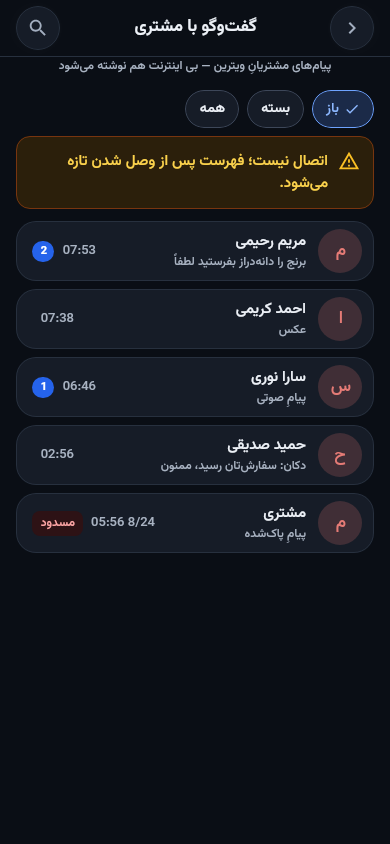 گفت‌وگو با مشتری
پیام‌های مشتریانِ ویترین — بی اینترنت هم نوشته می‌شود
باز
بسته
همه
اتصال نیست؛ فهرست پس از وصل شدن تازه
می‌شود.
م
مریم رحیمی
برنج را دانه‌دراز بفرستید لطفاً
07:53
2
ا
احمد کریمی
عکس
07:38
س
سارا نوری
پیامِ صوتی
06:46
1
ح
حمید صدیقی
دکان: سفارش‌تان رسید، ممنون
02:56
م
مشتری
پیامِ پاک‌شده
05:56 8/24
مسدود